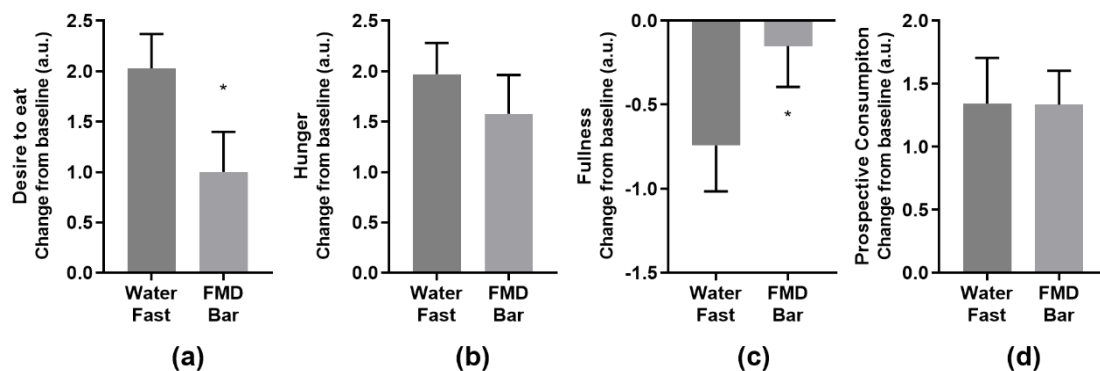 Desire to eat
Change from baseline (a.u.)
2.5
2.0
1.5
1.0
0.5
0.0
*
Water
Fast
FMD
Bar
(a)
Hunger
Change from baseline (a.u.)
2.5
2.0
1.5
1.0
0.5
0.0
Water
Fast
FMD
Bar
(b)
Fullness
Change from baseline (a.u.)
0.0
-0.5
-1.0
-1.5
*
Water
Fast
FMD
Bar
(c)
Prospective Consumpiton
Change from baseline (a.u.)
2.0
1.5
1.0
0.5
0.0
Water
Fast
FMD
Bar
(d)